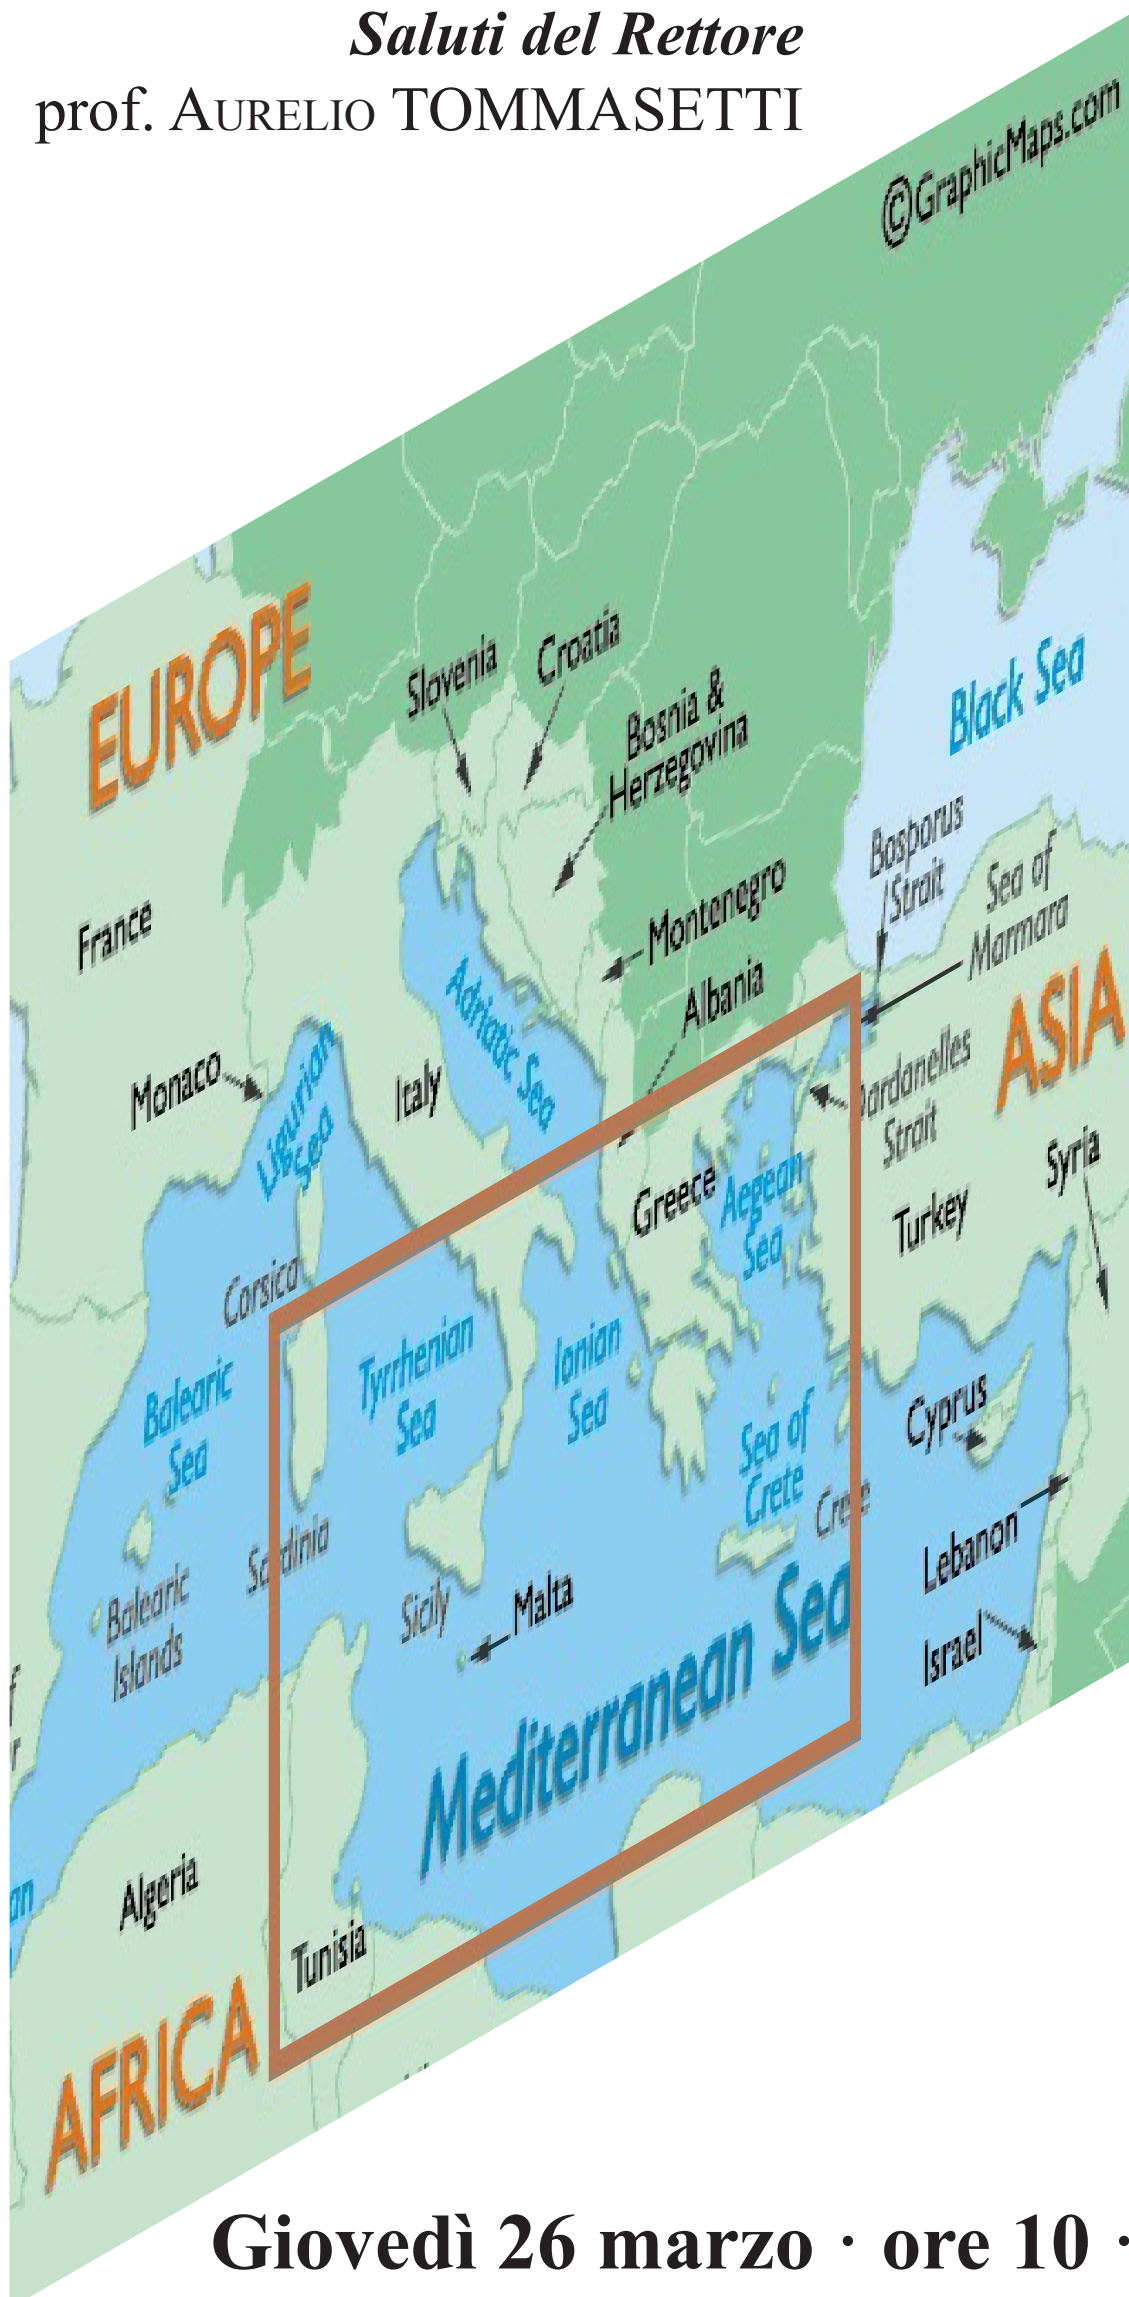 Saluti del Rettore
prof. AURELIO TOMMASETTI
©GraphicMaps.com
EUROPE
Slovenia
Croatia
Bosnia &
Herzegovina
Black Sea
Bosporus
Strait
Sea of
Marmara
France
Montenegro
Albania
ASIA
Adriatic Sea
Monaco
Ligurian
Sea
Italy
Dardanelles
Strait
Syria
Greece
Aegean
Sea
Turkey
Corsica
Tyrrhenian
Sea
Ionian
Sea
Balearic
Sea
Cyprus
Sea of
Crete
Crete
Sardinia
Lebanon
Balearic
Islands
Sicily
Malta
Israel
Mediterranean Sea
Algeria
Tunisia
AFRICA
Giovedì 26 marzo · ore 10 ·